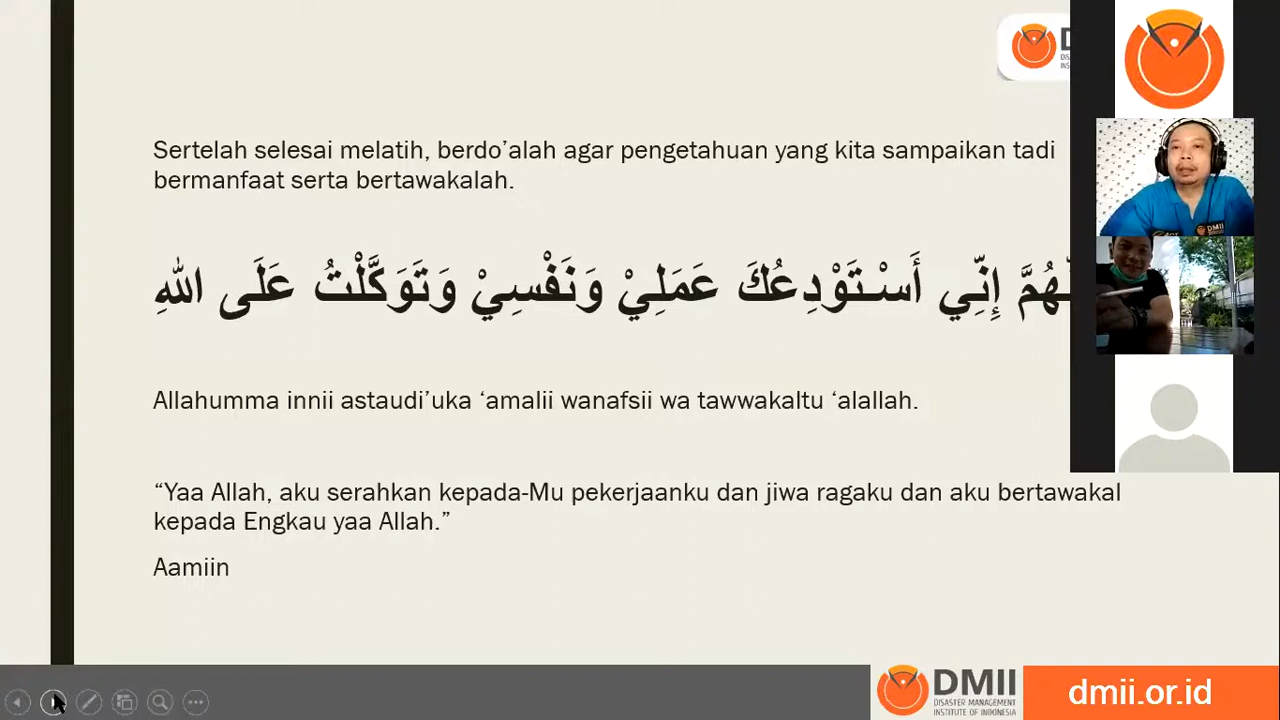 Sertelah selesai melatih, berdo’alah agar pengetahuan yang kita sampaikan tadi
bermanfaat serta bertawakalah.
إِنِّي أَسْتَوْدِعُكَ عَمَلِيْ وَنَفْسِيْ وَتَوَكَّلْتُ عَلَى اللهِ
Allahumma innii astaudi’uka ‘amalii wanafsii wa tawwakaltu ‘alallah.
“Yaa Allah, aku serahkan kepada-Mu pekerjaanku dan jiwa ragaku dan aku bertawakal
kepada Engkau yaa Allah.”
Aamiin
DMII
DISASTER MANAGEMENT
INSTITUTE OF INDONESIA
dmii.or.id
DMII